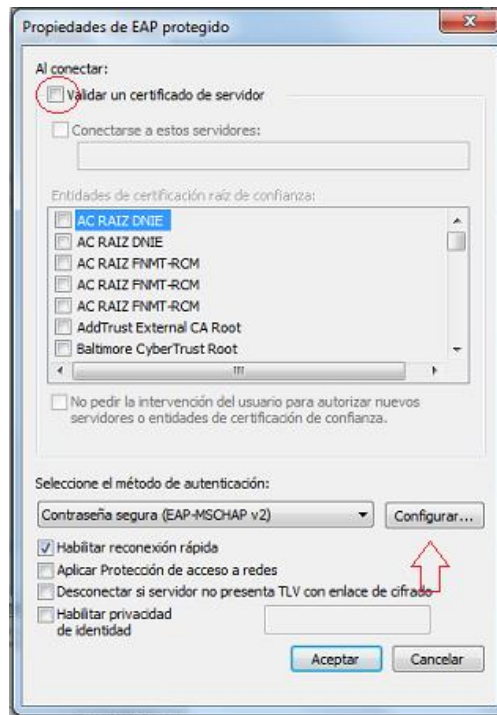 Propiedades de EAP protegido
x
Al conectar:
Validar un certificado de servidor
Conectarse a estos servidores:
Entidades de certificación raíz de confianza:
AC RAIZ DNIE
AC RAIZ DNIE
AC RAIZ FNMT-RCM
AC RAIZ FNMT-RCM
AC RAIZ FNMT-RCM
AddTrust External CA Root
Baltimore CyberTrust Root
No pedir la intervención del usuario para autorizar nuevos
servidores o entidades de certificación de confianza.
Seleccione el método de autenticación:
Contraseña segura (EAP-MSCHAP v2) Configurar...
Habilitar reconexión rápida
Aplicar Protección de acceso a redes
Desconectar si servidor no presenta TLV con enlace de cifrado
Habilitar privacidad
de identidad
Aceptar Cancelar